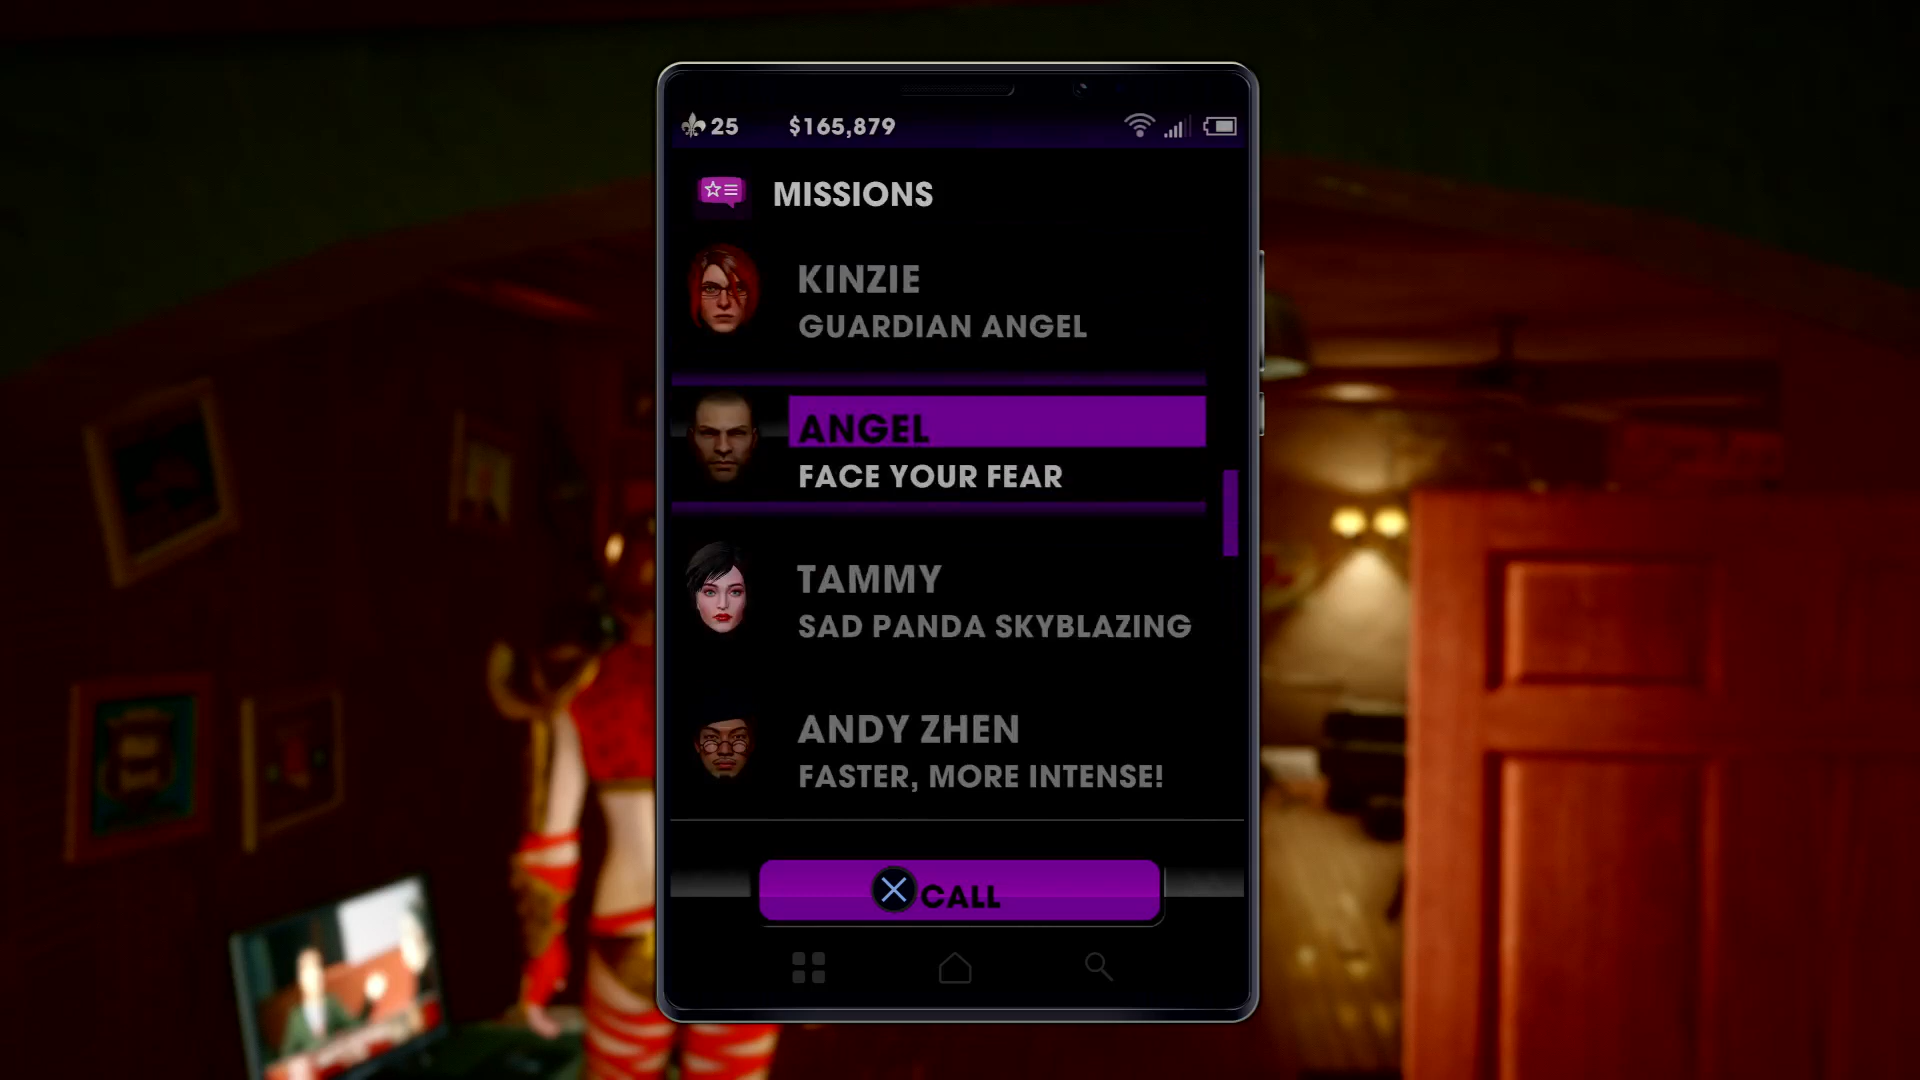 25 $165,879
MISSIONS
KINZIE
GUARDIAN ANGEL
ANGEL
FACE YOUR FEAR
TAMMY
SAD PANDA SKYBLAZING
ANDY ZHEN
FASTER, MORE INTENSE!
CALL